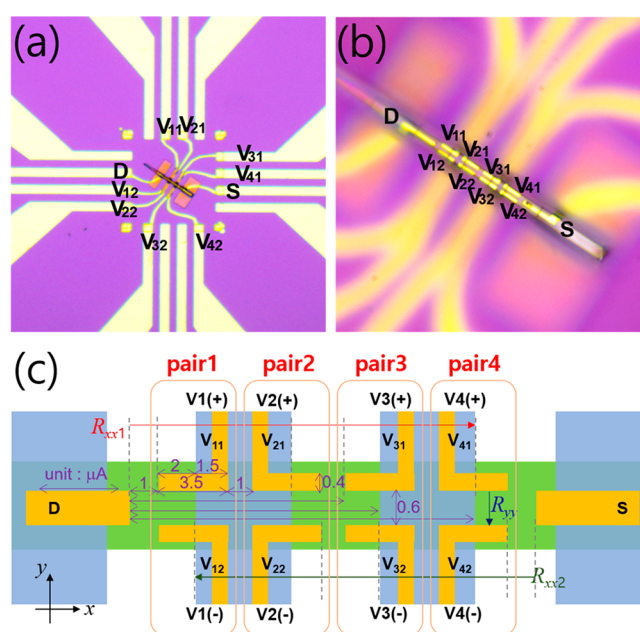 (a)
V11 V21
D
V31
V41
V12
S
V22
V32
V42
(b)
D
V11
V21
V12
V31
V22
V41
V32
V42
S
(c)
pair1 pair2 pair3 pair4
V1(+) V2(+) V3(+) V4(+)
Rxx1
V11 V21 V31 V41
unit : μA
2 1.5
1 3.5 1
0.4
D
0.6
Ryy
S
V12 V22 V32 V42
Rxx2
V1(-) V2(-) V3(-) V4(-)
y
x